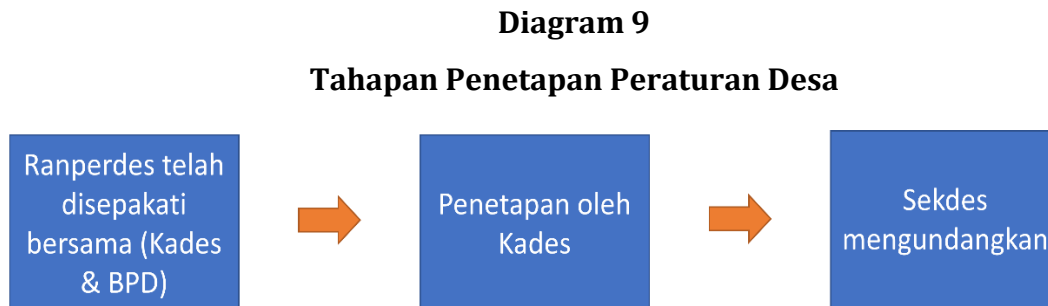 Diagram 9
Tahapan Penetapan Peraturan Desa
Ranperdes telah
disepakati
bersama (Kades
& BPD)
Penetapan oleh
Kades
Sekdes
mengundangkan